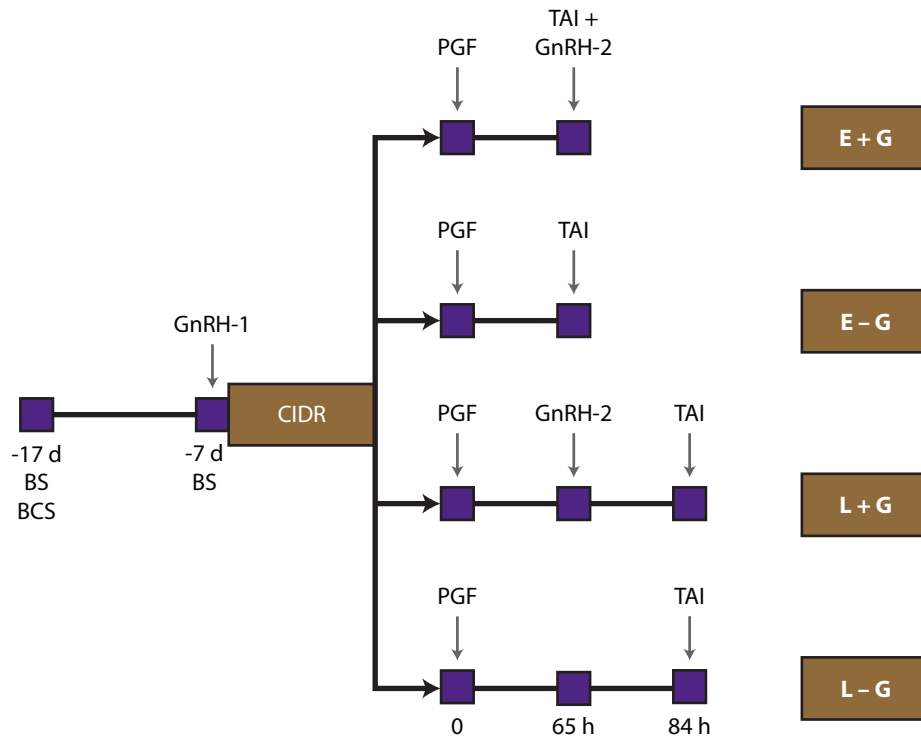 TAI +
PGF GnRH-2
E + G
PGF TAI
E – G
GnRH-1
CIDR
-17 d
BS
BCS
-7 d
BS
PGF GnRH-2 TAI
L + G
PGF TAI
L – G
0 65 h 84 h